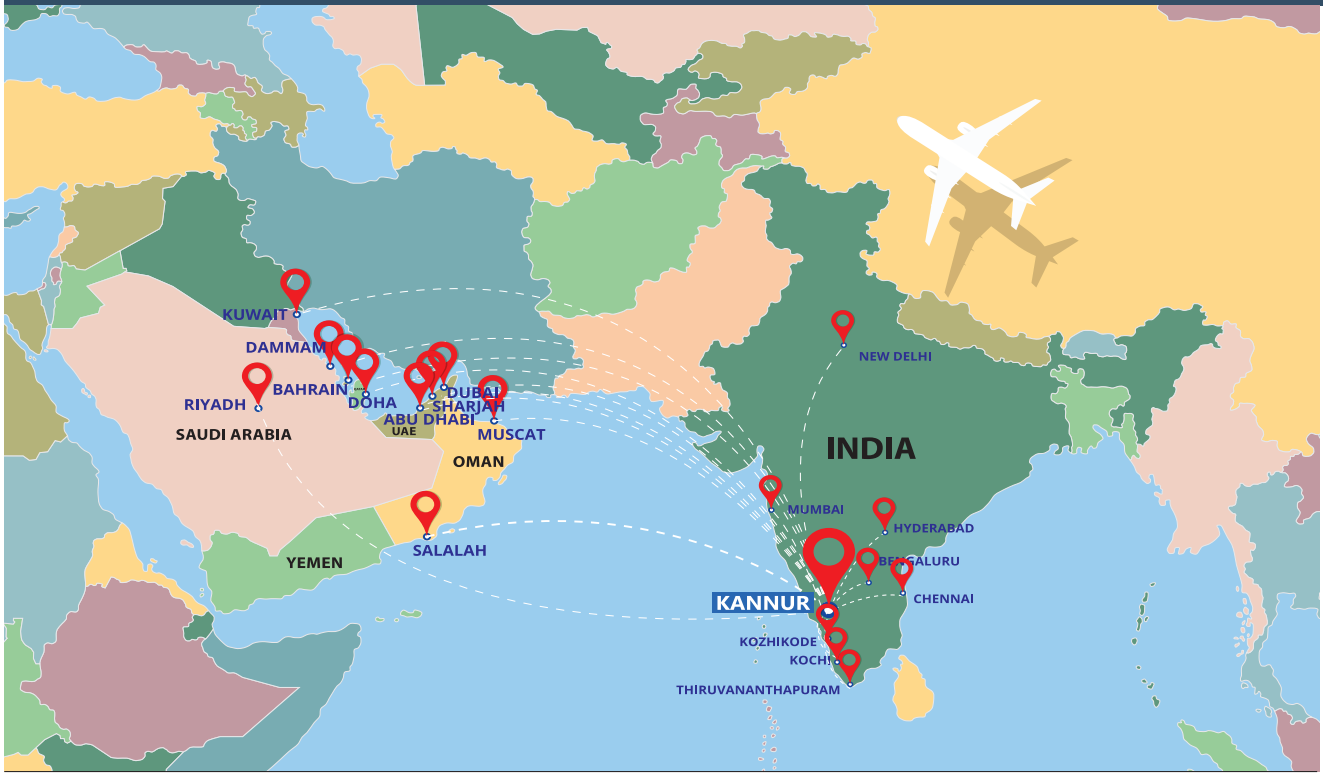 KUWAIT
DAMMAM
NEW DELHI
BAHRAIN
DUBAI
DOHA
SHARJAH
RIYADH
ABU DHABI
UAE
SAUDI ARABIA
MUSCAT
INDIA
OMAN
MUMBAI
HYDERABAD
SALALAH
YEMEN
BENGALURU
CHENNAI
KANNUR
KOZHIKODE
KOCHI
THIRUVANANTHAPURAM